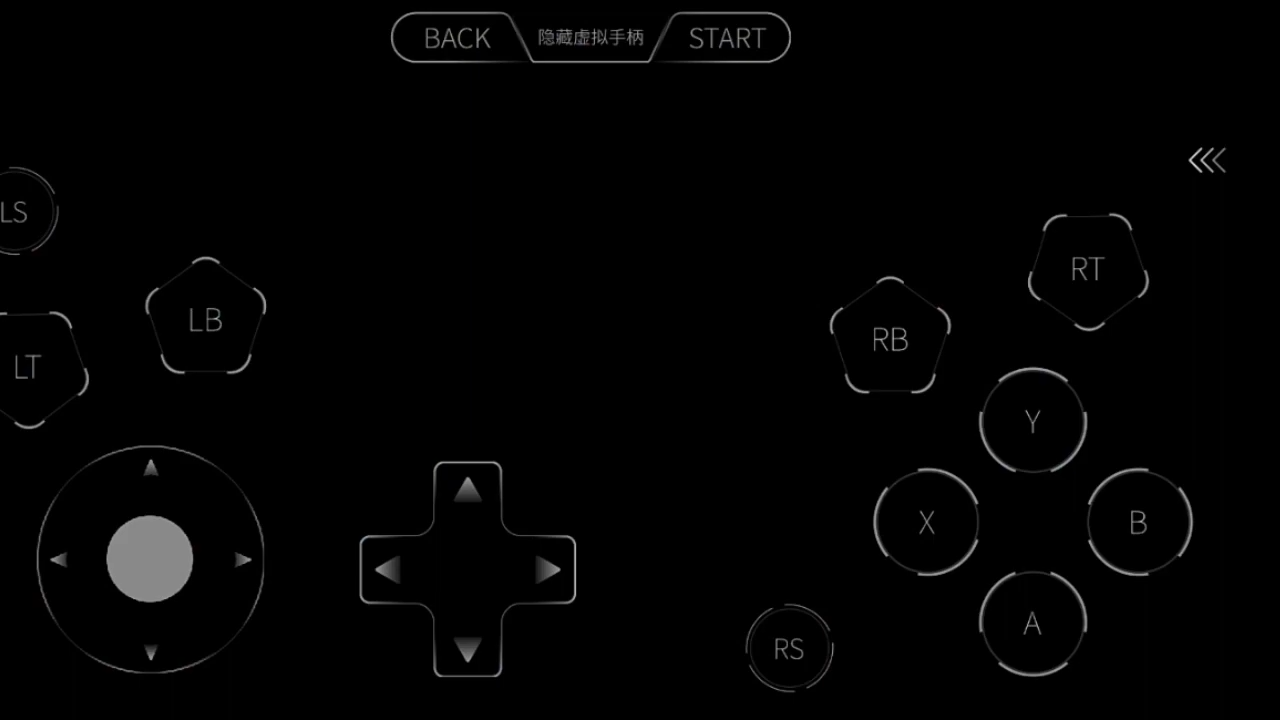 BACK 隐藏虚拟手柄 START
LS
LB
LT
RT
RB
Y
X
B
A
RS